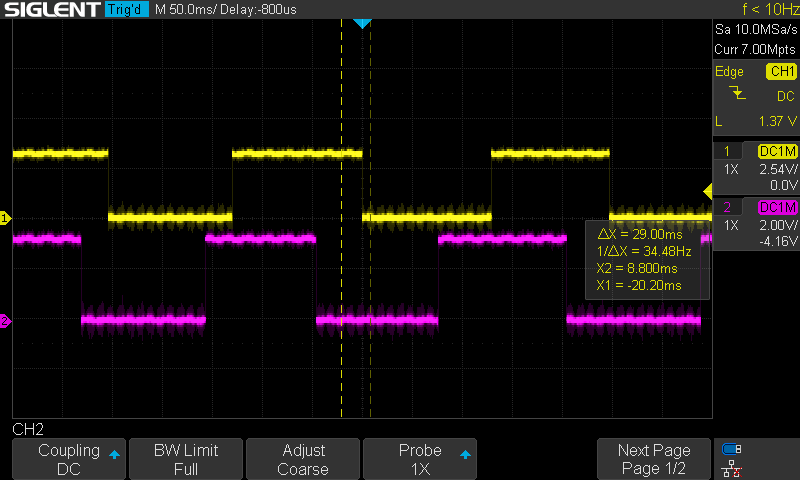 SIGLENT Trig'd M 50.0ms/ Delay:-800us f < 10Hz
Sa 10.0MSa/s
Curr 7.00Mpts
Edge CH1
DC
L 1.37 V
1 DC1M
1X 2.54V/
0.0V
2 DC1M
1X 2.00V/
-4.16V
1
ΔX = 29.00ms
1/ΔX = 34.48Hz
X2 = 8.800ms
X1 = -20.20ms
2
CH2
Coupling BW Limit Adjust Probe Next Page
DC Full Coarse 1X Page 1/2